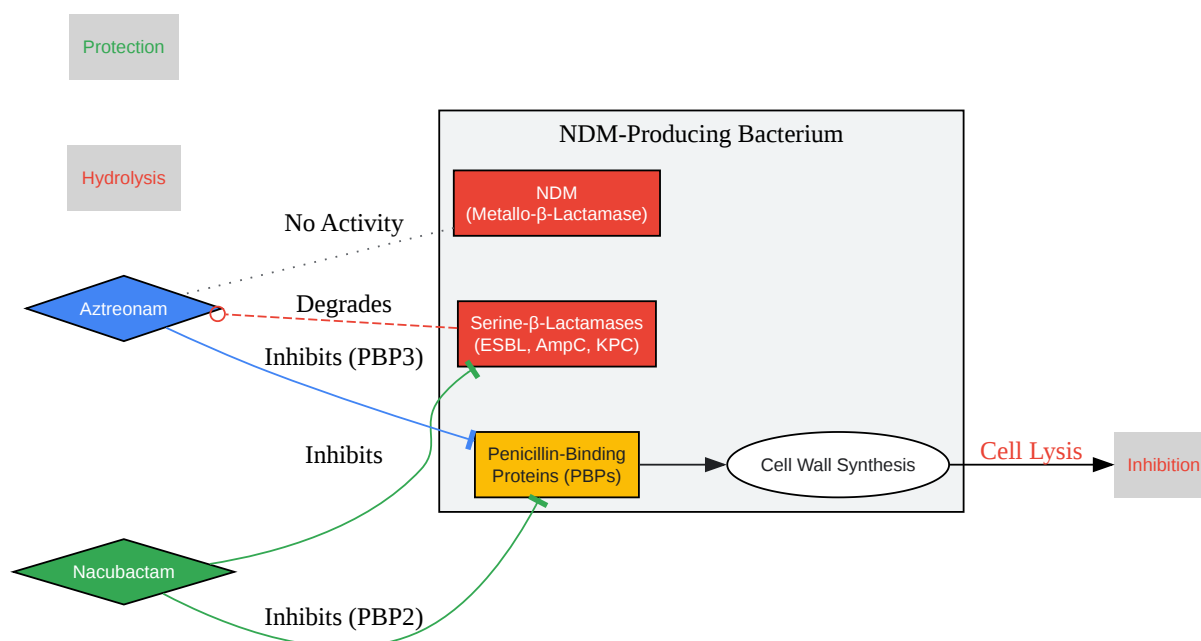 Protection
NDM-Producing Bacterium
Hydrolysis
NDM
(Metallo-β-Lactamase)
No Activity
Aztreonam
Degrades
Serine-β-Lactamases
(ESBL, AmpC, KPC)
Inhibits (PBP3)
Inhibits
Penicillin-Binding
Proteins (PBPs)
Cell Wall Synthesis
Cell Lysis
Inhibition
Nacubactam
Inhibits (PBP2)